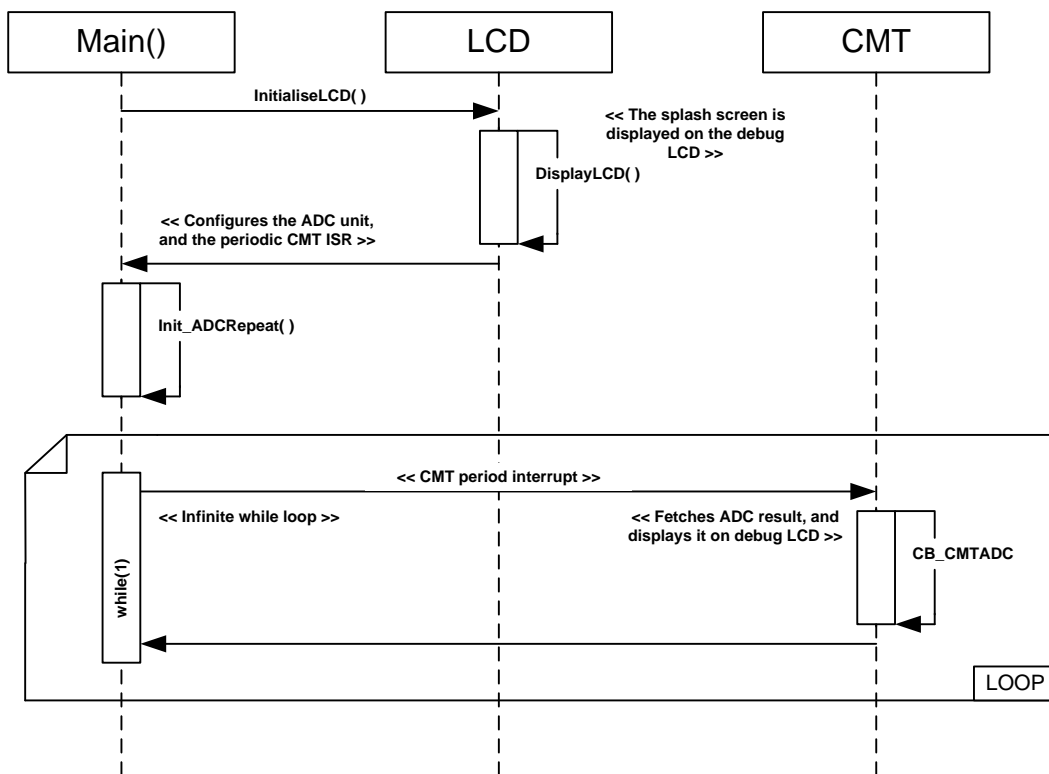 Main()
LCD
CMT
InitialiseLCD( )
<< The splash screen is
displayed on the debug
LCD >>
DisplayLCD( )
<< Configures the ADC unit,
and the periodic CMT ISR >>
Init_ADCRepeat( )
<< CMT period interrupt >>
<< Infinite while loop >>
<< Fetches ADC result, and
displays it on debug LCD >>
CB_CMTADC
while(1)
LOOP